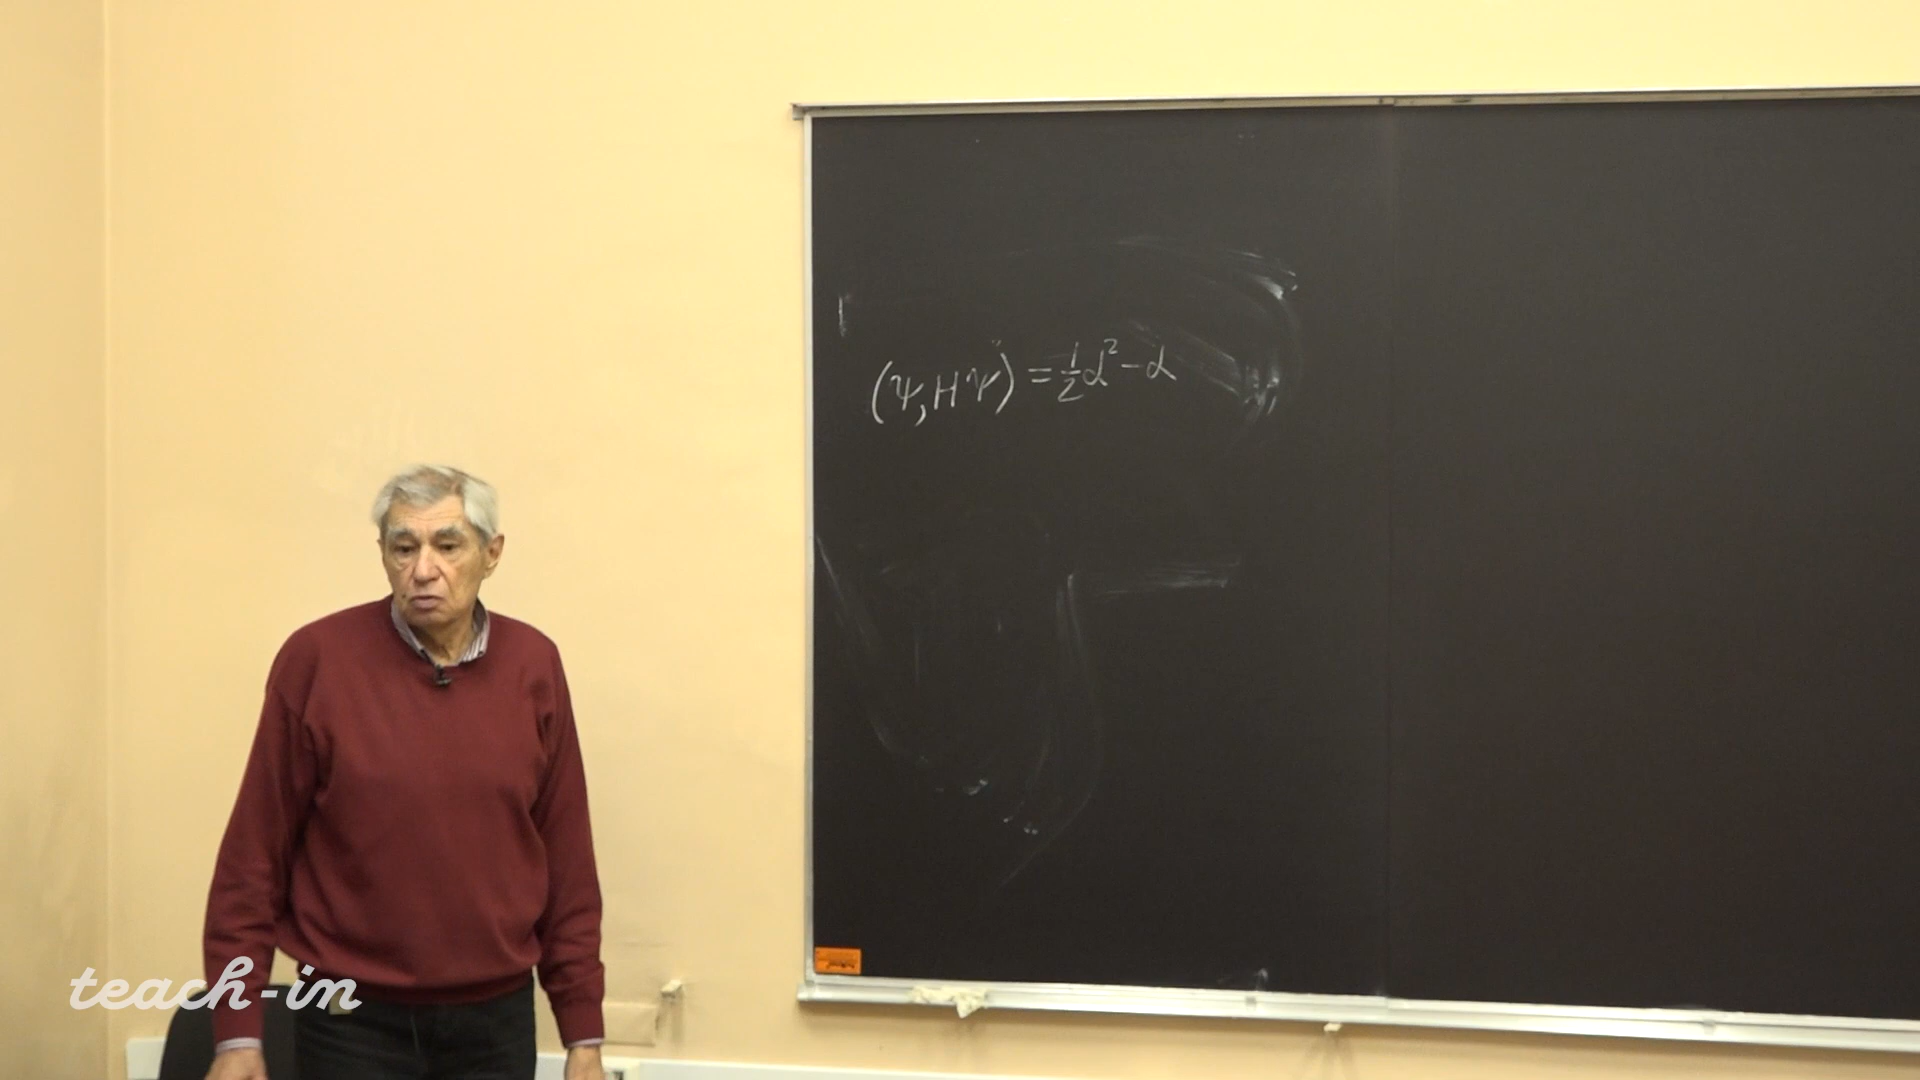 (Ψ, HΨ) = ½α² − α
teach-in